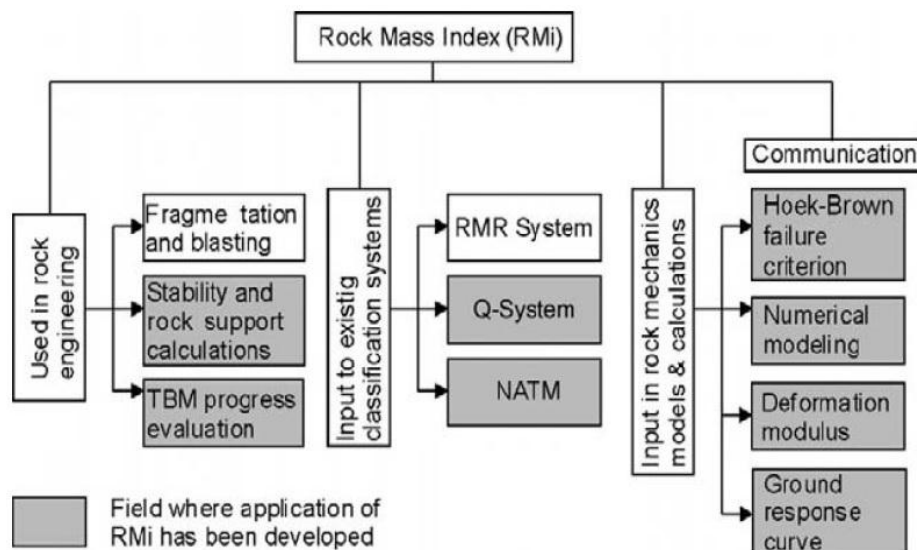 Rock Mass Index (RMi)
Communication
Used in rock
engineering
Fragme tation
and blasting
Stability and
rock support
calculations
TBM progress
evaluation
Input to existig
classification systems
RMR System
Q-System
NATM
Input in rock mechanics
models & calculations
Hoek-Brown
failure
criterion
Numerical
modeling
Deformation
modulus
Ground
response
curve
Field where application of
RMi has been developed